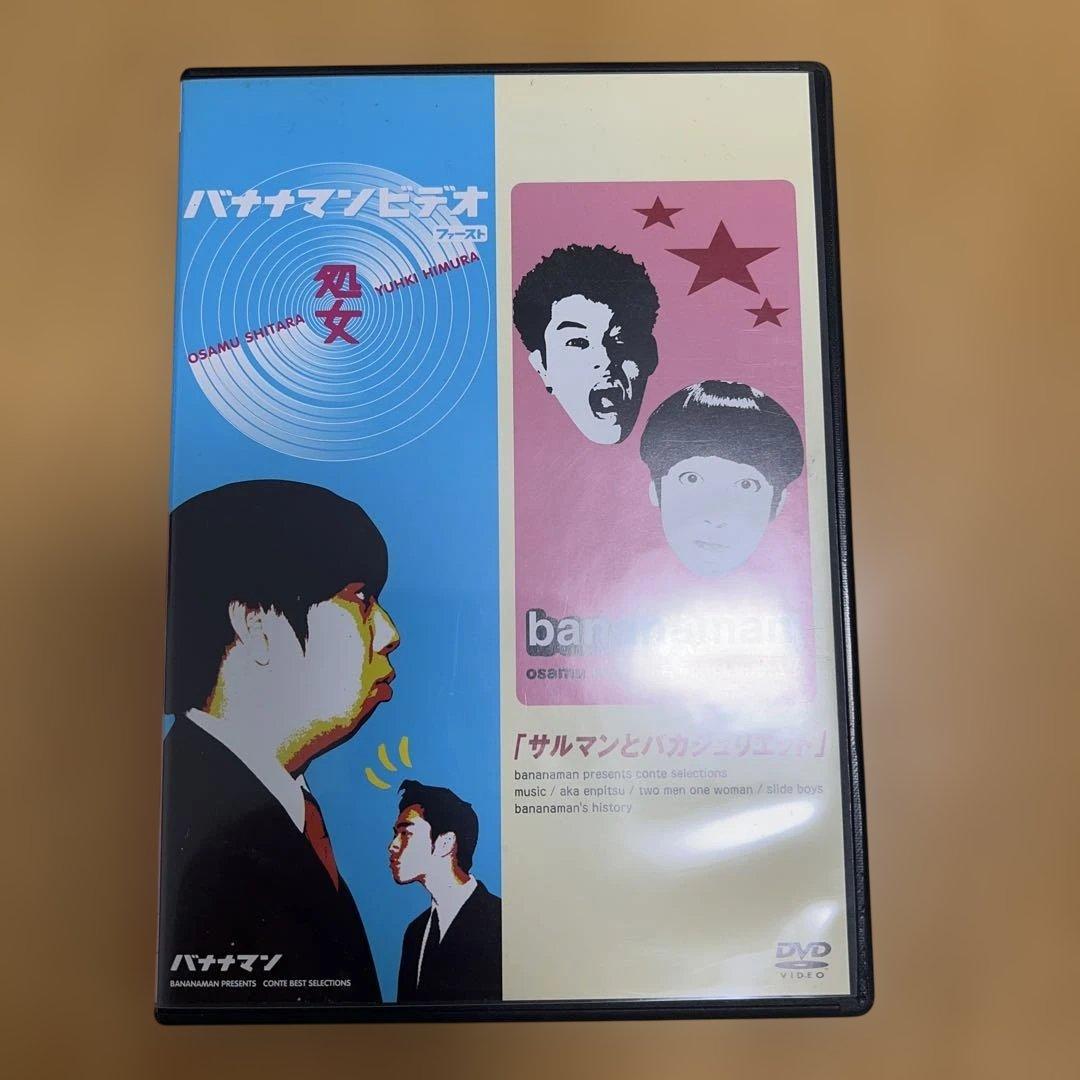 バナナマンビデオ
ファースト
処女
YUHKI HIMURA
OSAMU SHITARA
バナナマン
BANANAMAN PRESENTS CONTE BEST SELECTIONS
bananaman
osamu
「サルマンとバカジュリエット」
bananaman presents conte selections
music / aka enpitsu / two men one woman / slide boys
bananaman's history
DVD
VIDEO